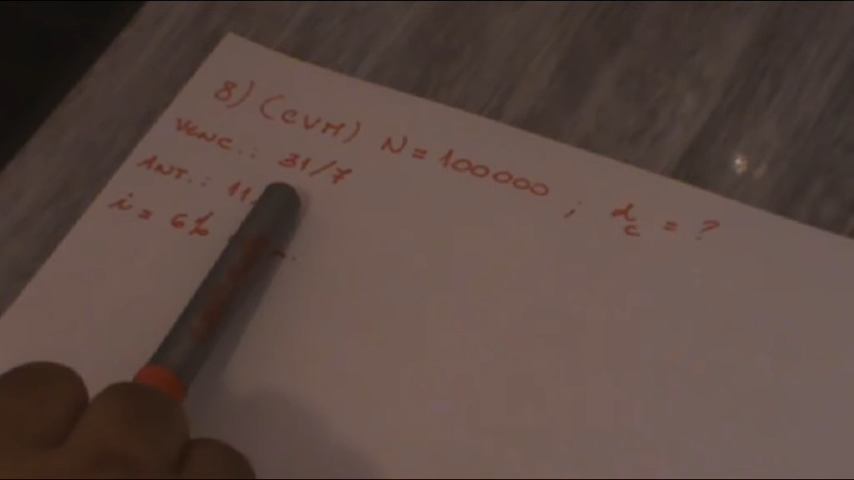 8) (CVM) N = 100000 ; dc = ?
VENC.: 31/7
ANT.: 11
i = 6%